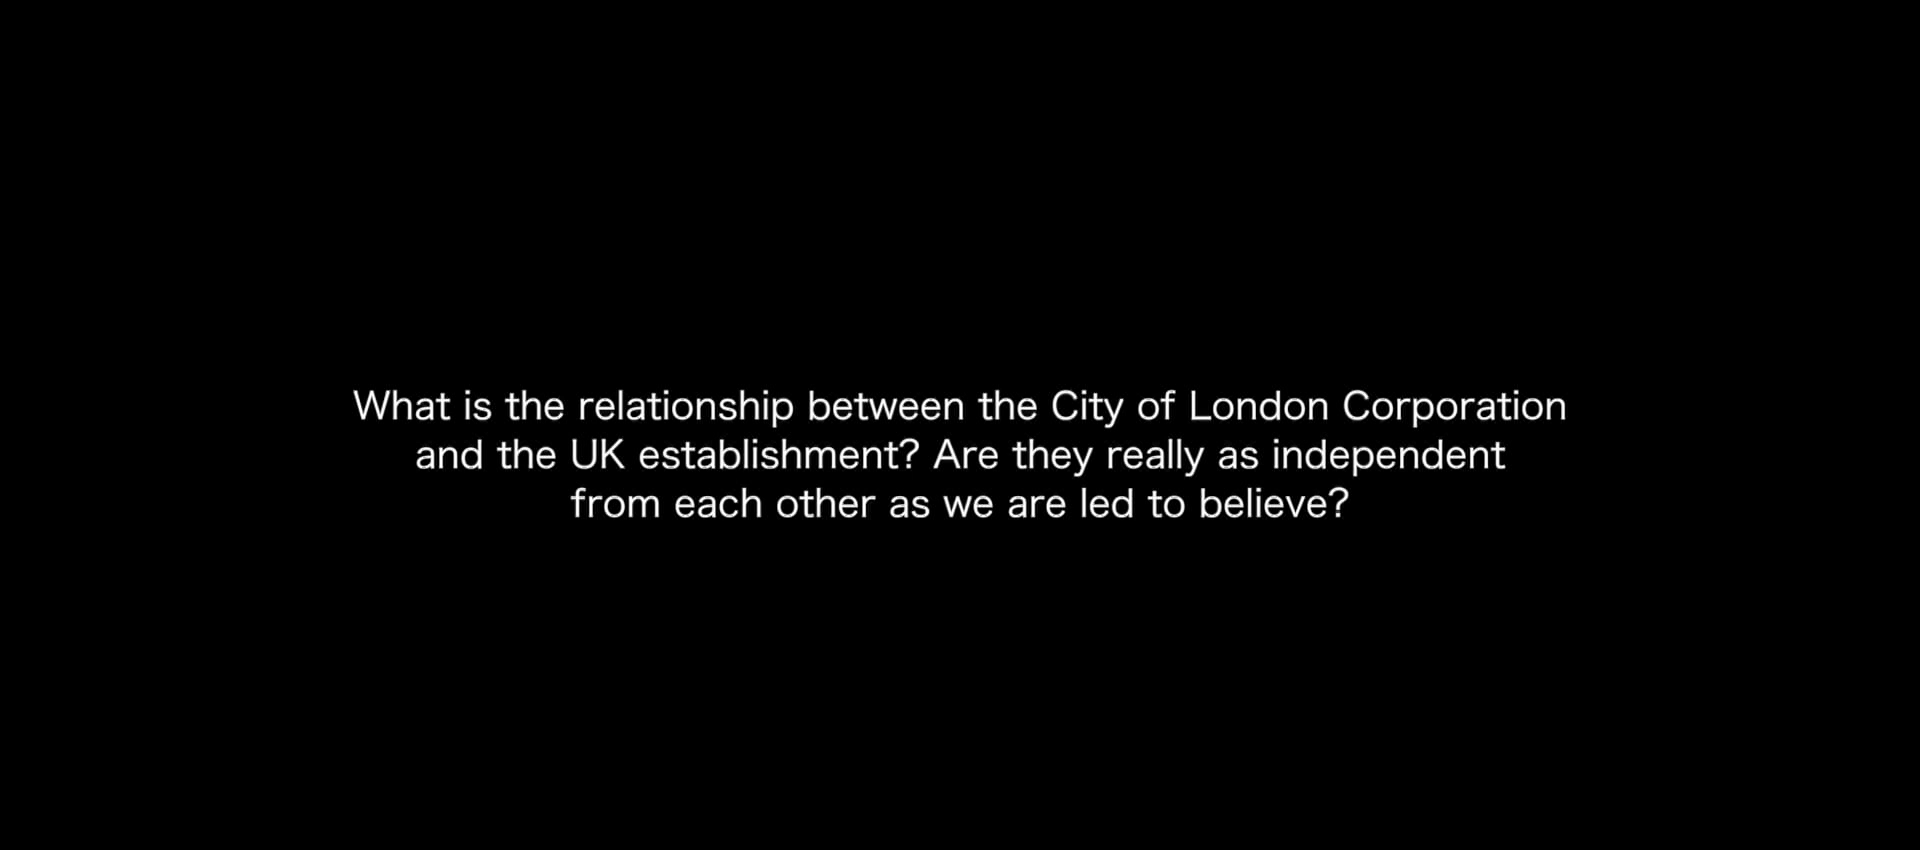 What is the relationship between the City of London Corporation
and the UK establishment? Are they really as independent
from each other as we are led to believe?